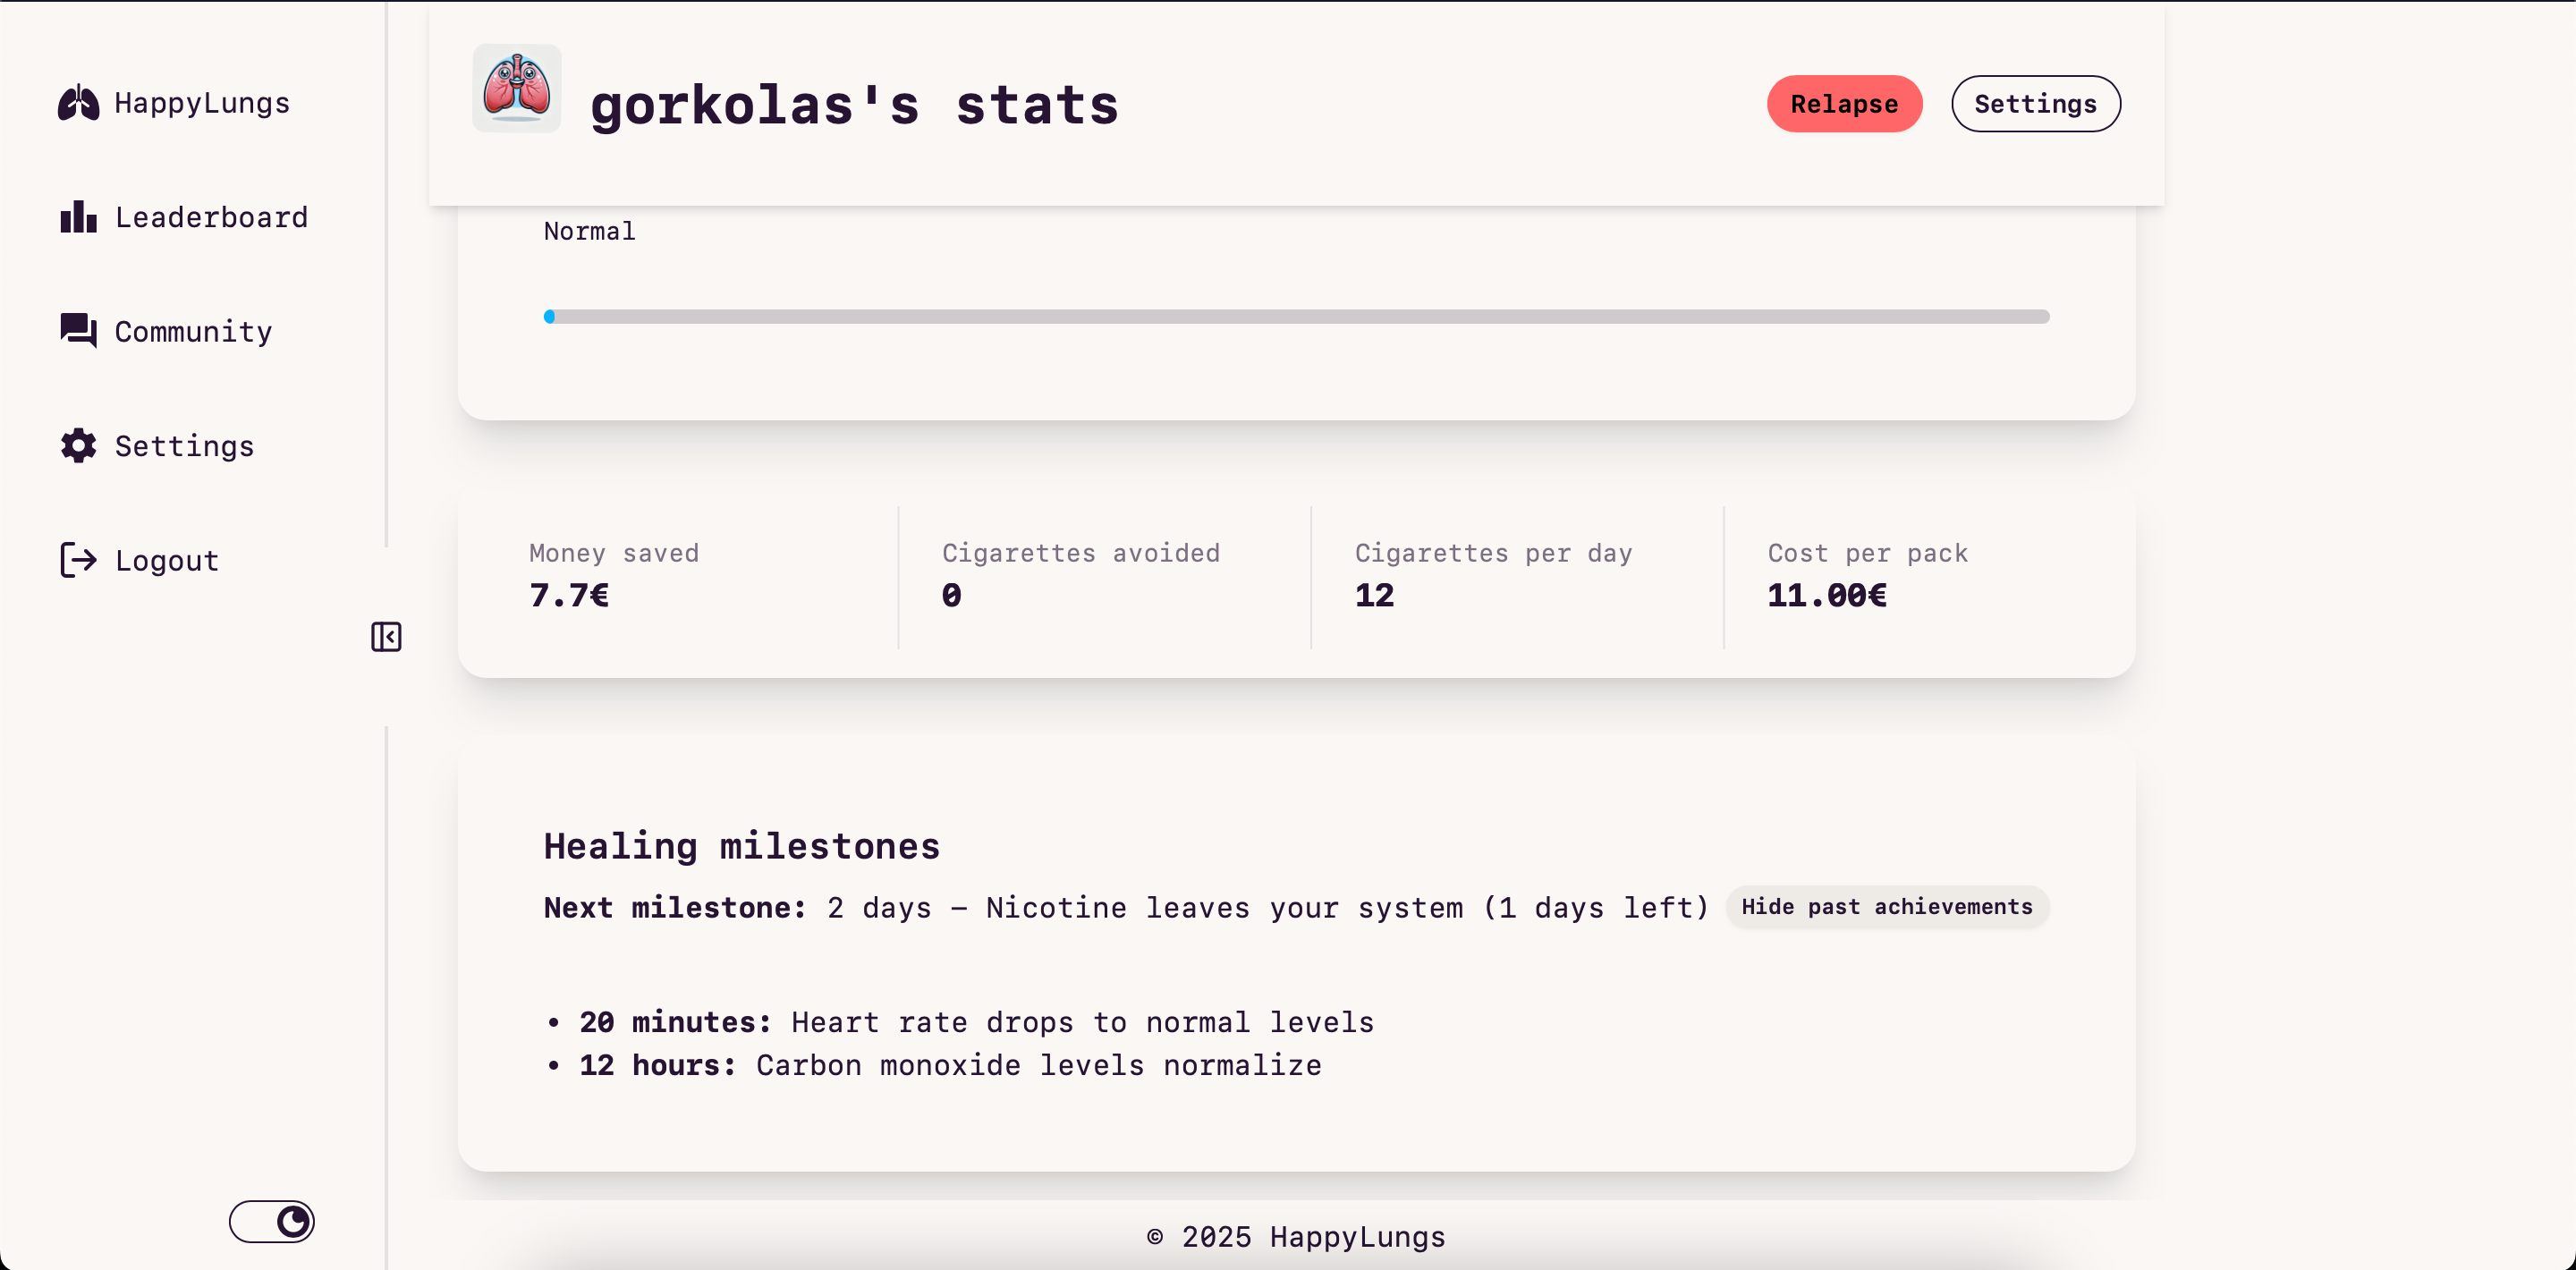 HappyLungs
Leaderboard
Community
Settings
Logout
gorkolas's stats
Relapse
Settings
Normal
Money saved
7.7€
Cigarettes avoided
0
Cigarettes per day
12
Cost per pack
11.00€
Healing milestones
Next milestone: 2 days – Nicotine leaves your system (1 days left)
Hide past achievements
• 20 minutes: Heart rate drops to normal levels
• 12 hours: Carbon monoxide levels normalize
© 2025 HappyLungs